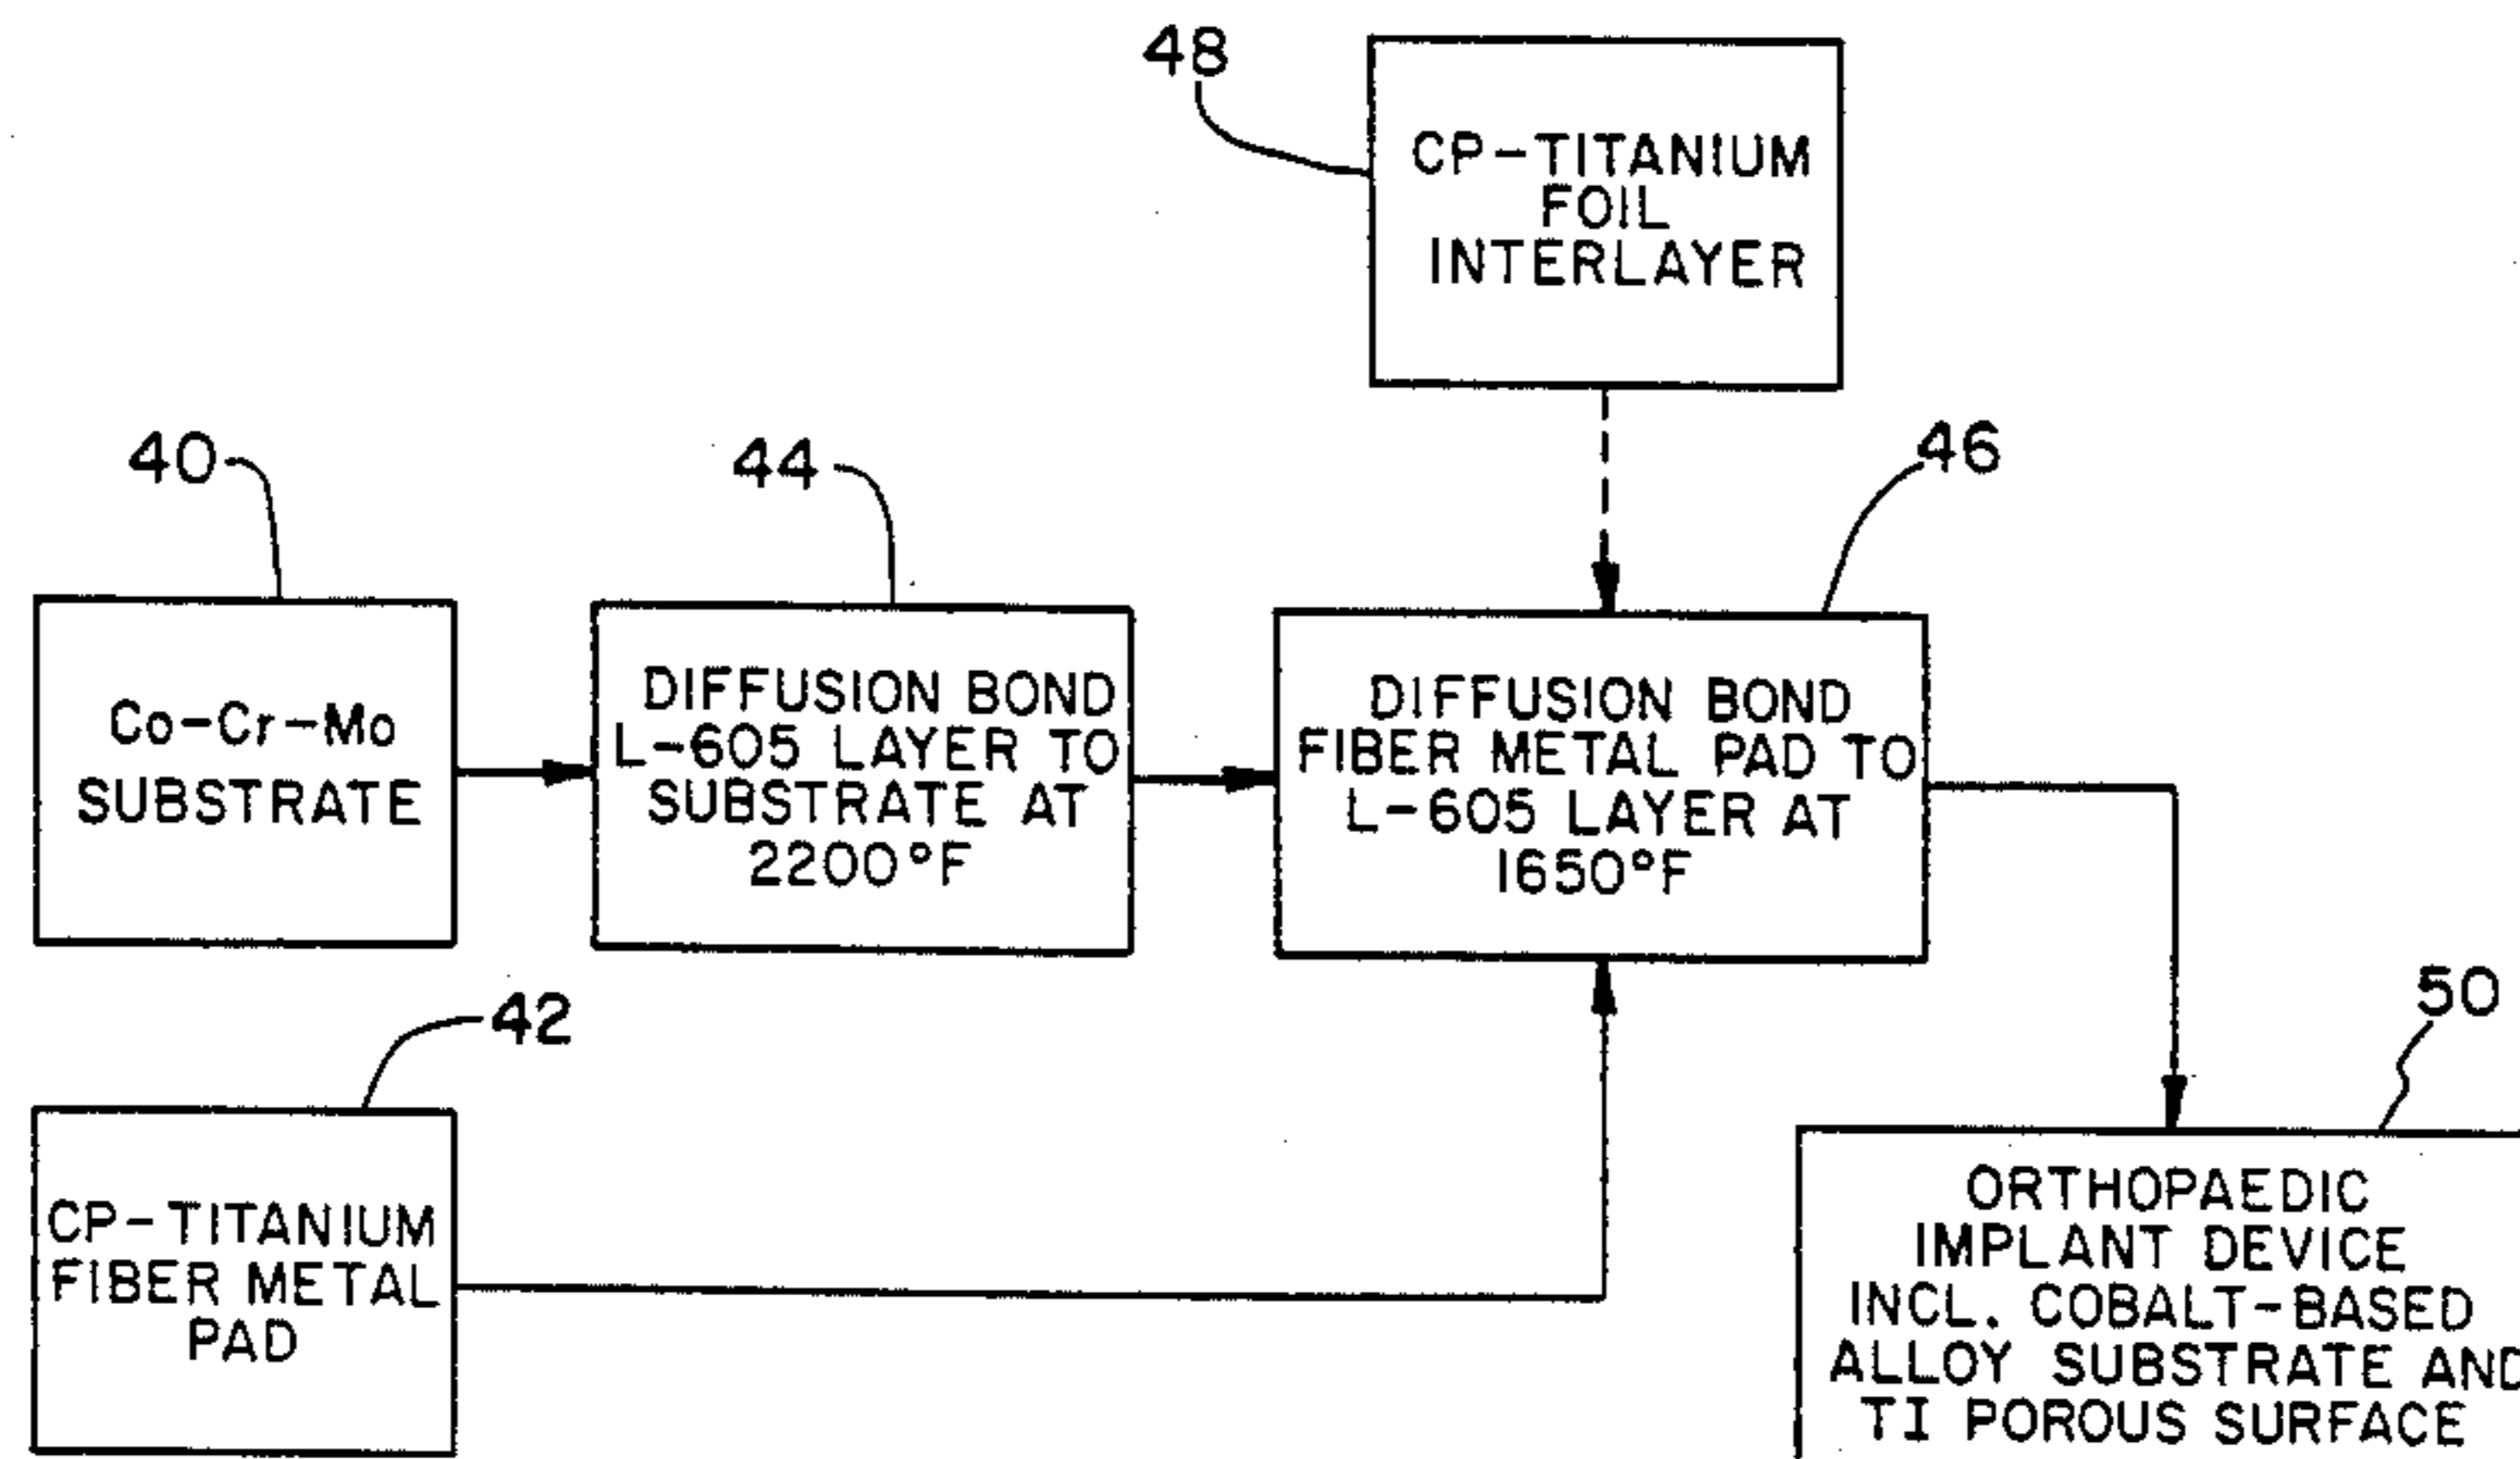 48
CP-TITANIUM
FOIL
INTERLAYER
40
44
46
Co-Cr-Mo
SUBSTRATE
DIFFUSION BOND
L-605 LAYER TO
SUBSTRATE AT
2200°F
DIFFUSION BOND
FIBER METAL PAD TO
L-605 LAYER AT
1650°F
42
50
CP-TITANIUM
FIBER METAL
PAD
ORTHOPAEDIC
IMPLANT DEVICE
INCL. COBALT-BASED
ALLOY SUBSTRATE AND
TI POROUS SURFACE